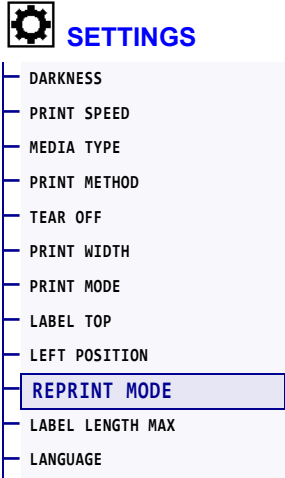 SETTINGS
DARKNESS
PRINT SPEED
MEDIA TYPE
PRINT METHOD
TEAR OFF
PRINT WIDTH
PRINT MODE
LABEL TOP
LEFT POSITION
REPRINT MODE
LABEL LENGTH MAX
LANGUAGE